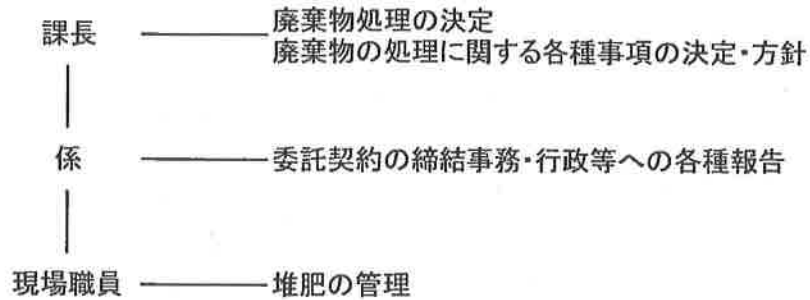 課長
廃棄物処理の決定
廃棄物の処理に関する各種事項の決定・方針
係
委託契約の締結事務・行政等への各種報告
現場職員
堆肥の管理